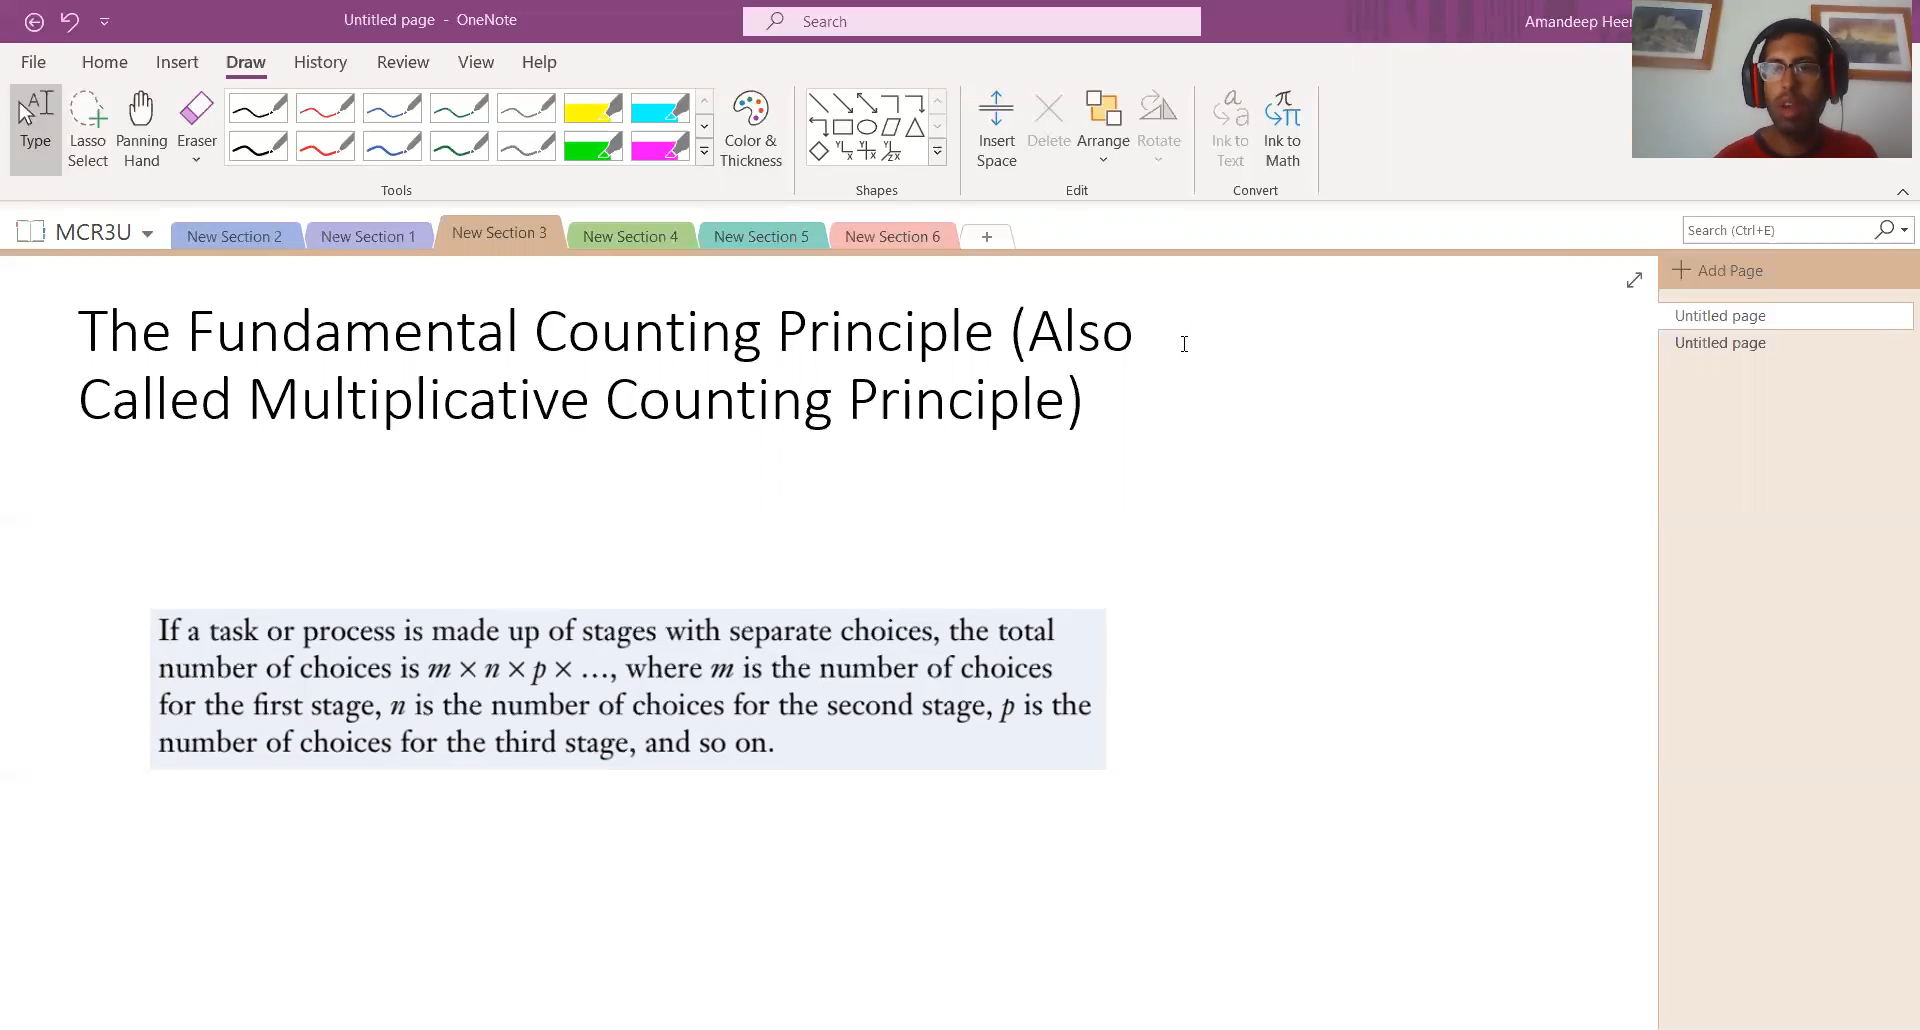 Untitled page - OneNote
Search
Amandeep Heer
File Home Insert Draw History Review View Help
Type
Lasso Select
Panning Hand
Eraser
Color & Thickness
Insert Space
Delete
Arrange
Rotate
Ink to Text
Ink to Math
Tools
Shapes
Edit
Convert
MCR3U
New Section 2
New Section 1
New Section 3
New Section 4
New Section 5
New Section 6
Search (Ctrl+E)
Add Page
Untitled page
Untitled page
The Fundamental Counting Principle (Also
Called Multiplicative Counting Principle)
If a task or process is made up of stages with separate choices, the total
number of choices is m × n × p × …, where m is the number of choices
for the first stage, n is the number of choices for the second stage, p is the
number of choices for the third stage, and so on.